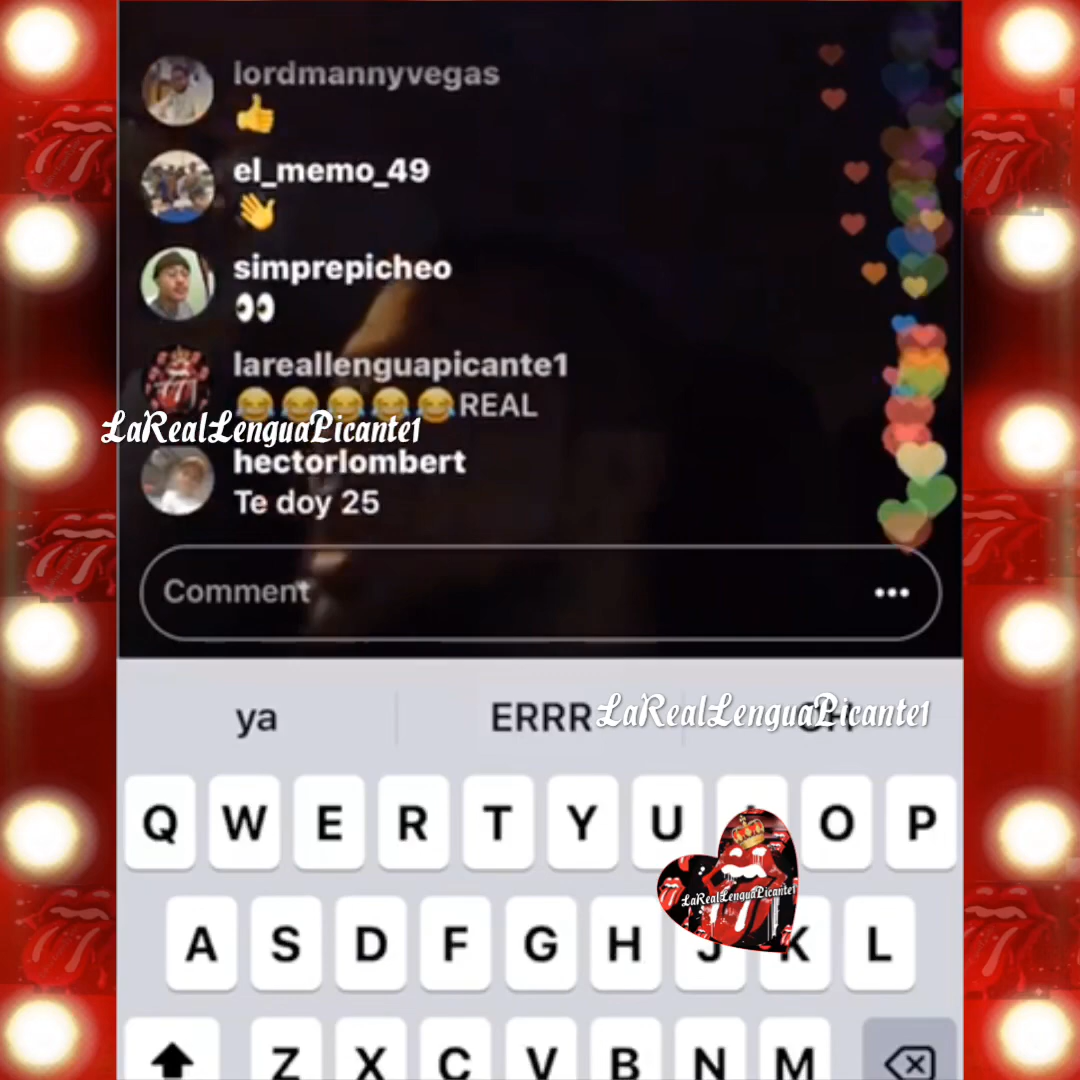 lordmannyvegas
👍
el_memo_49
👋
simprepicheo
👀
lareallenguapicante1
😂😂😂😂😂REAL
LaRealLenguaPicante1
hectorlombert
Te doy 25
Comment
ya ERRR
LaRealLenguaPicante1
Q W E R T Y U O P
LaRealLenguaPicante1
A S D F G H J K L
Z X C V B N M